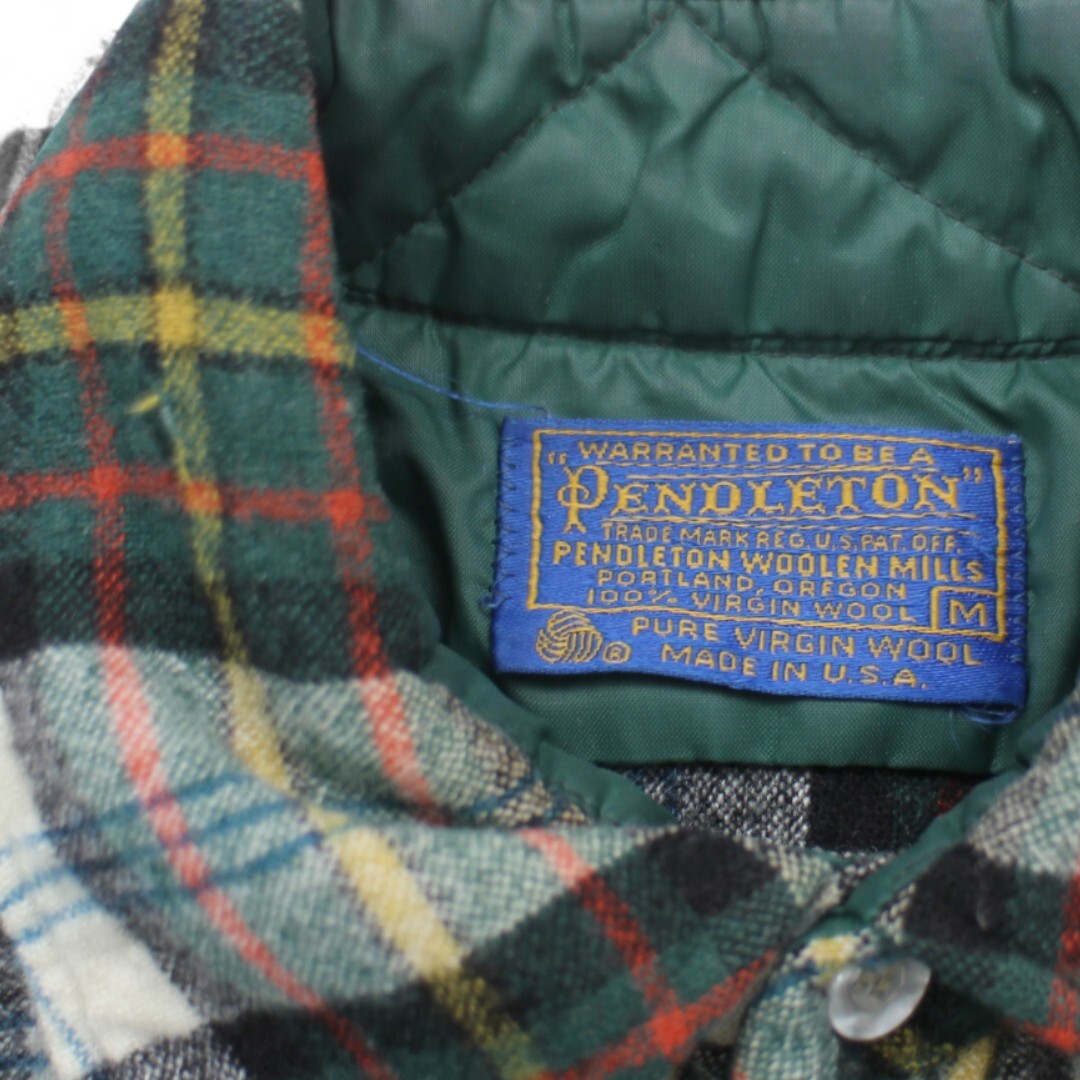 WARRANTED TO BE A
"PENDLETON"
TRADE MARK REG. U.S. PAT. OFF.
PENDLETON WOOLEN MILLS
PORTLAND, OREGON
100% VIRGIN WOOL M
PURE VIRGIN WOOL
® MADE IN U.S.A.